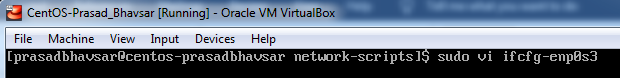 CentOS-Prasad_Bhavsar [Running] - Oracle VM VirtualBox
File Machine View Input Devices Help
[prasadbhavsar@centos-prasadbhavsar network-scripts]$ sudo vi ifcfg-enp0s3